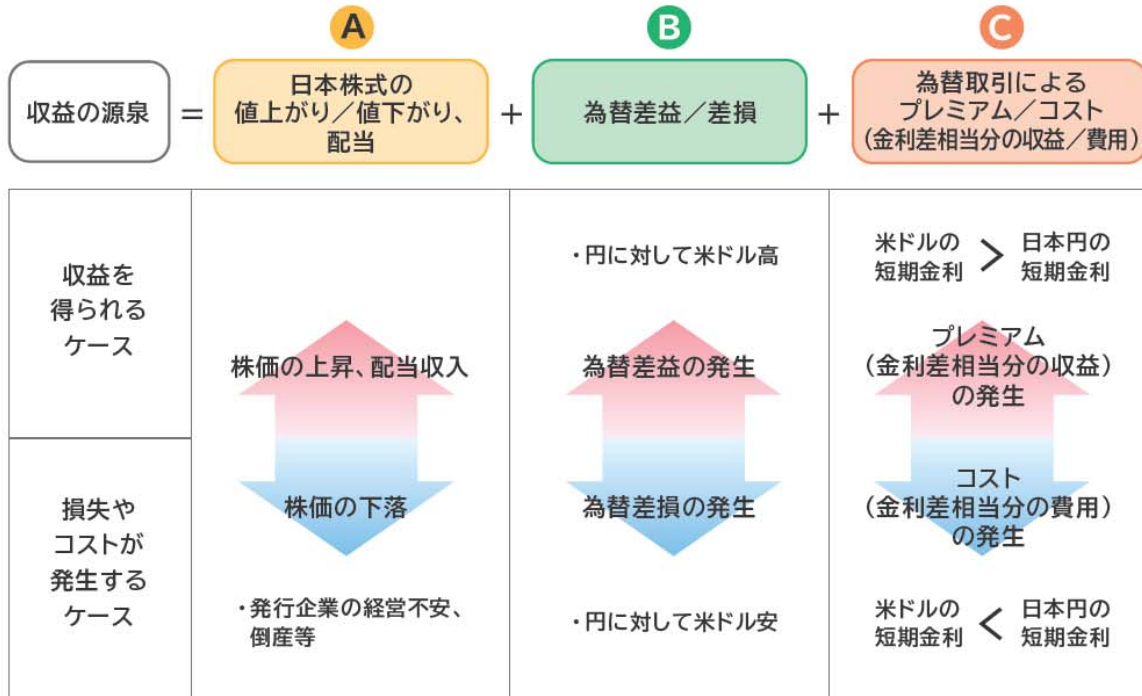 A
B
C
収益の源泉
=
日本株式の
値上がり／値下がり、
配当
+
為替差益／差損
+
為替取引による
プレミアム／コスト
(金利差相当分の収益／費用)
収益を
得られる
ケース
株価の上昇、配当収入
・円に対して米ドル高
為替差益の発生
米ドルの
短期金利
>
日本円の
短期金利
プレミアム
(金利差相当分の収益)
の発生
損失や
コストが
発生する
ケース
株価の下落
・発行企業の経営不安、
倒産等
為替差損の発生
・円に対して米ドル安
コスト
(金利差相当分の費用)
の発生
米ドルの
短期金利
<
日本円の
短期金利